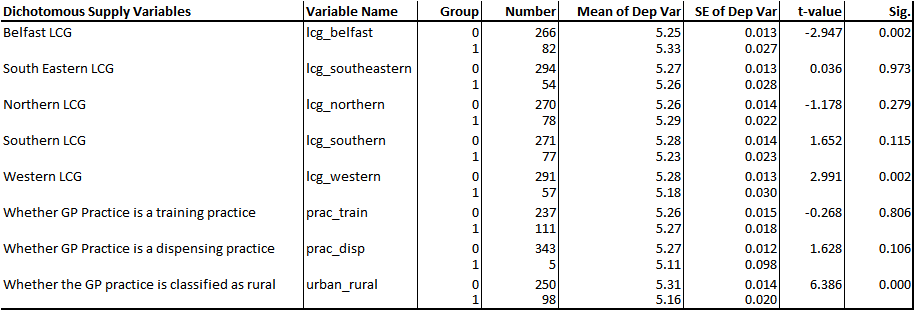 Dichotomous Supply Variables Variable Name Group Number Mean of Dep Var SE of Dep Var t-value Sig.
Belfast LCG lcg_belfast 0 266 5.25 0.013 -2.947 0.002
1 82 5.33 0.027
South Eastern LCG lcg_southeastern 0 294 5.27 0.013 0.036 0.973
1 54 5.26 0.028
Northern LCG lcg_northern 0 270 5.26 0.014 -1.178 0.279
1 78 5.29 0.022
Southern LCG lcg_southern 0 271 5.28 0.014 1.652 0.115
1 77 5.23 0.023
Western LCG lcg_western 0 291 5.28 0.013 2.991 0.002
1 57 5.18 0.030
Whether GP Practice is a training practice prac_train 0 237 5.26 0.015 -0.268 0.806
1 111 5.27 0.018
Whether GP Practice is a dispensing practice prac_disp 0 343 5.27 0.012 1.628 0.106
1 5 5.11 0.098
Whether the GP practice is classified as rural urban_rural 0 250 5.31 0.014 6.386 0.000
1 98 5.16 0.020